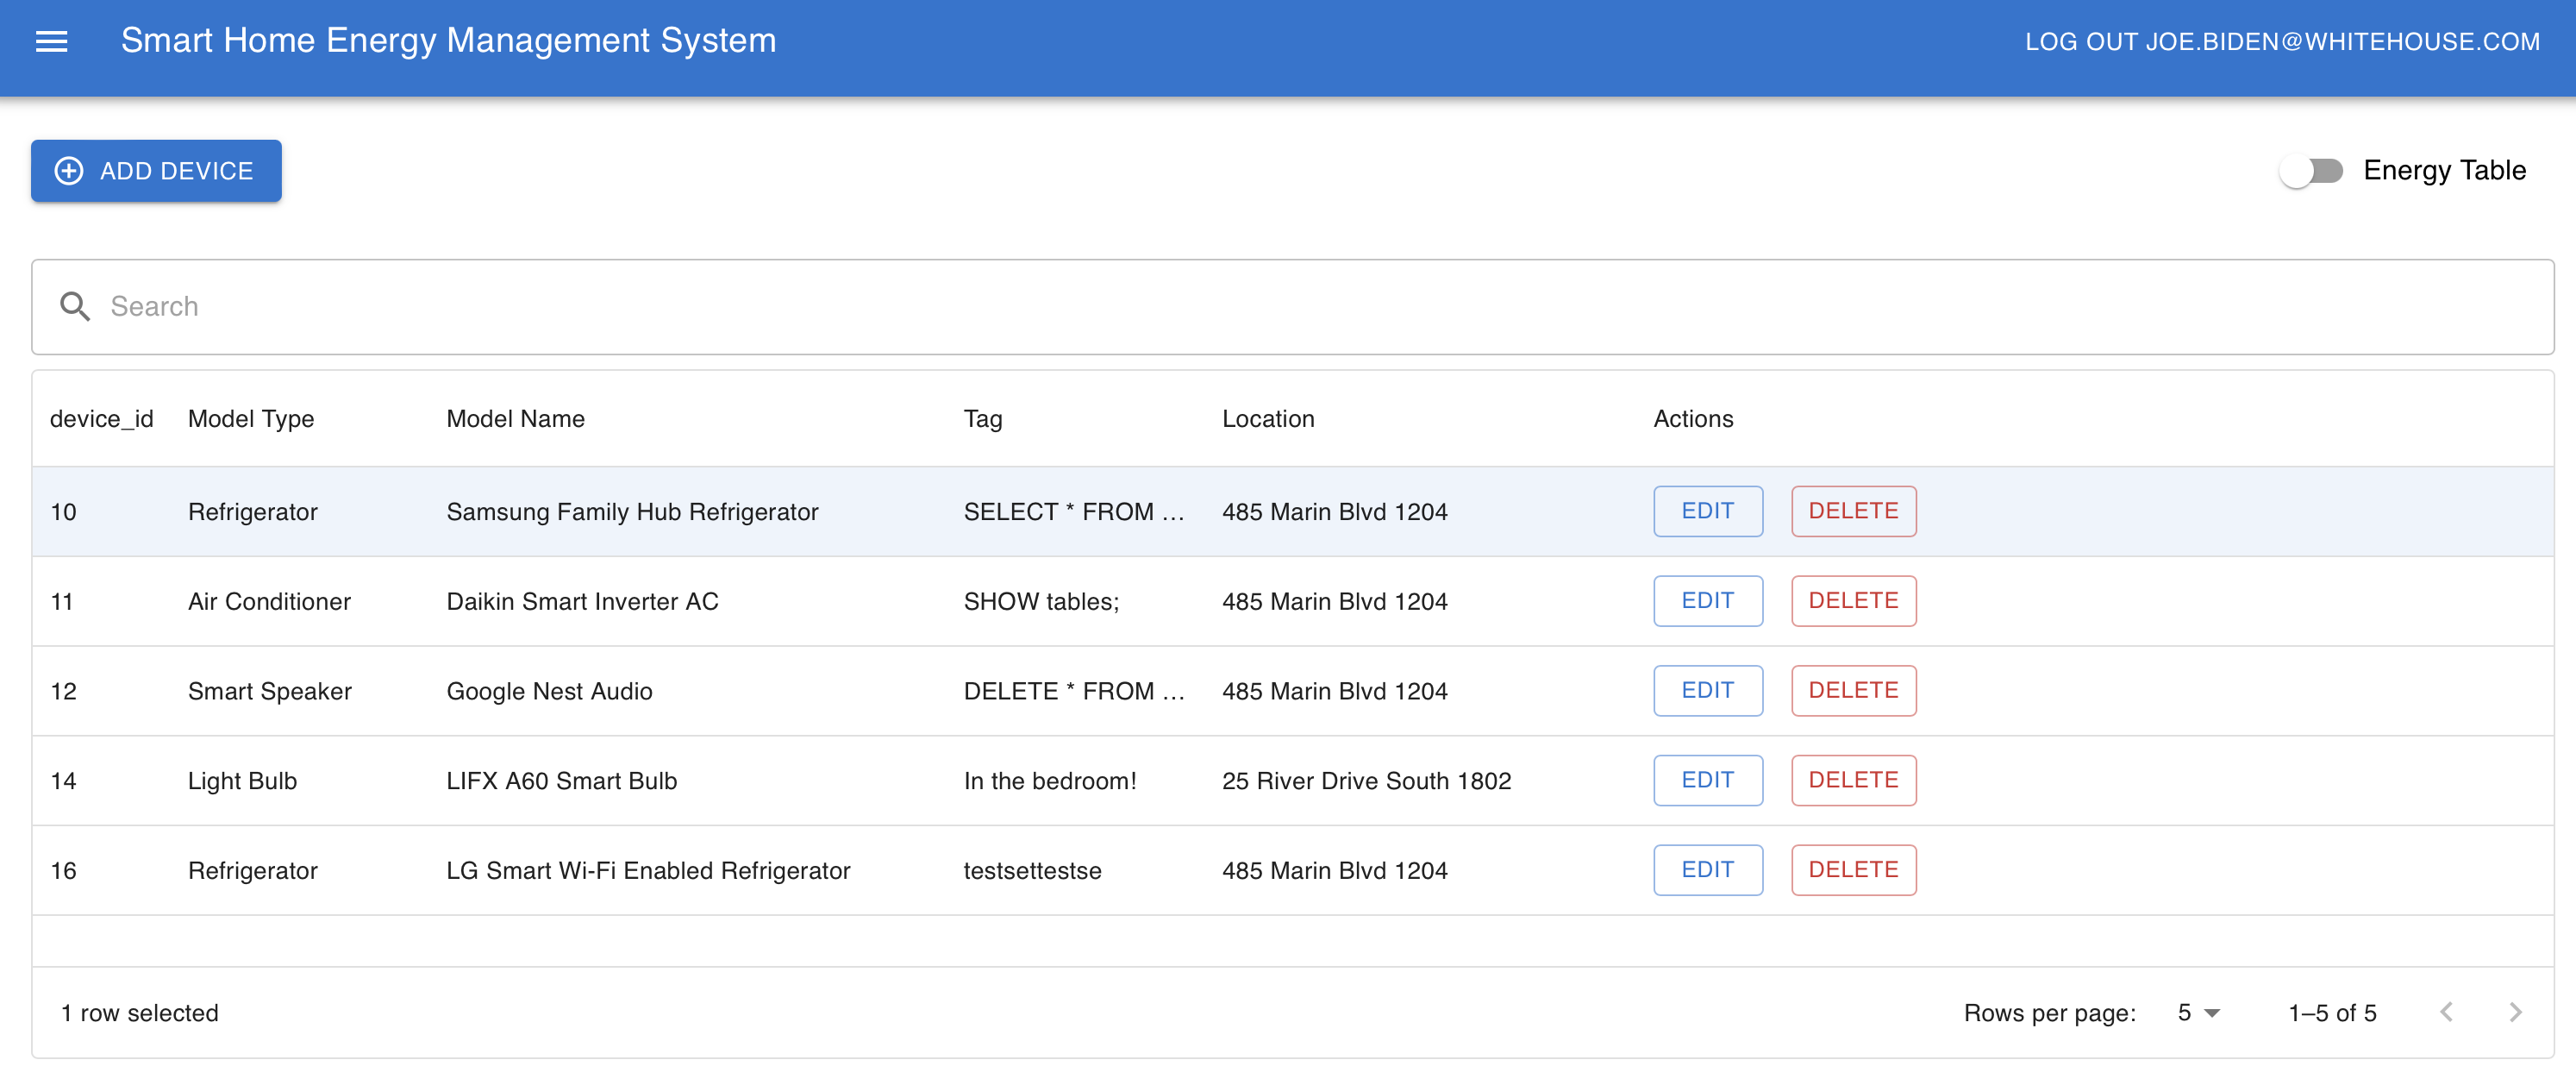 Smart Home Energy Management System
LOG OUT JOE.BIDEN@WHITEHOUSE.COM
ADD DEVICE
Energy Table
Search
device_id Model Type Model Name Tag Location Actions
10 Refrigerator Samsung Family Hub Refrigerator SELECT * FROM … 485 Marin Blvd 1204 EDIT DELETE
11 Air Conditioner Daikin Smart Inverter AC SHOW tables; 485 Marin Blvd 1204 EDIT DELETE
12 Smart Speaker Google Nest Audio DELETE * FROM … 485 Marin Blvd 1204 EDIT DELETE
14 Light Bulb LIFX A60 Smart Bulb In the bedroom! 25 River Drive South 1802 EDIT DELETE
16 Refrigerator LG Smart Wi-Fi Enabled Refrigerator testsettestse 485 Marin Blvd 1204 EDIT DELETE
1 row selected
Rows per page: 5 1–5 of 5